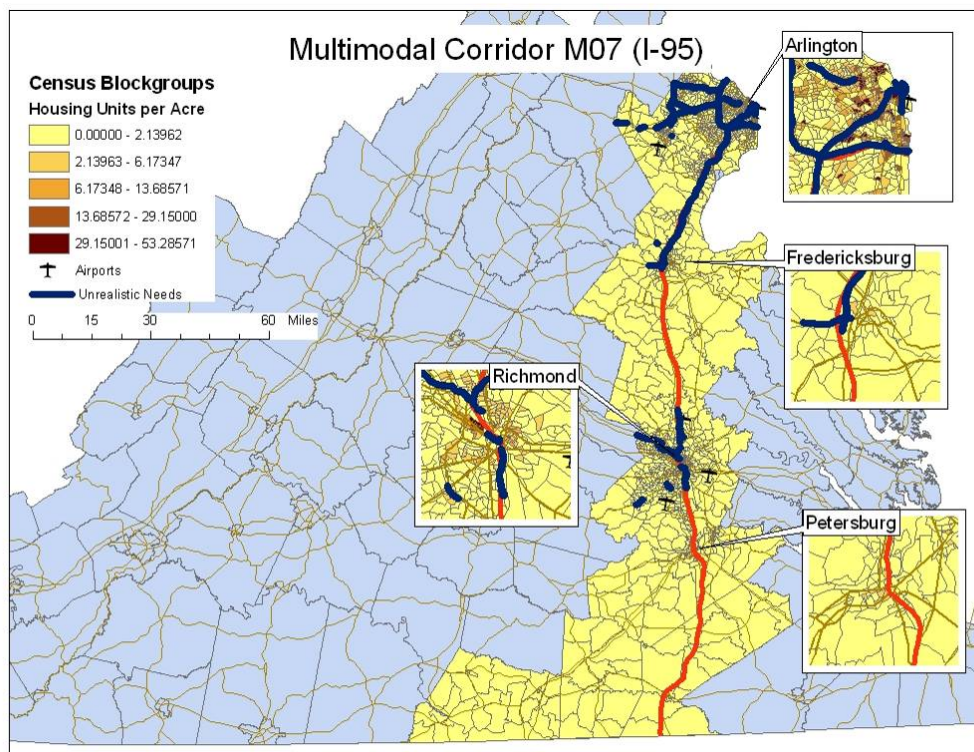 Multimodal Corridor M07 (I-95)
Arlington
Census Blockgroups
Housing Units per Acre
0.00000 - 2.13962
2.13963 - 6.17347
6.17348 - 13.68571
13.68572 - 29.15000
29.15001 - 53.28571
Airports
Unrealistic Needs
0 15 30 60 Miles
Fredericksburg
Richmond
Petersburg